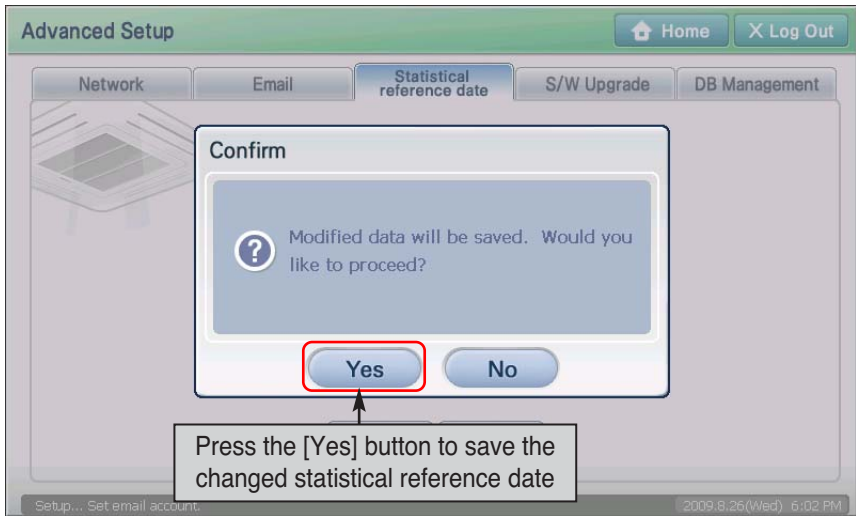 Advanced Setup
Home
X Log Out
Network
Email
Statistical
reference date
S/W Upgrade
DB Management
Confirm
?
Modified data will be saved. Would you
like to proceed?
Yes
No
Press the [Yes] button to save the
changed statistical reference date
Setup... Set email account.
2009.8.26(Wed) 6:02 PM